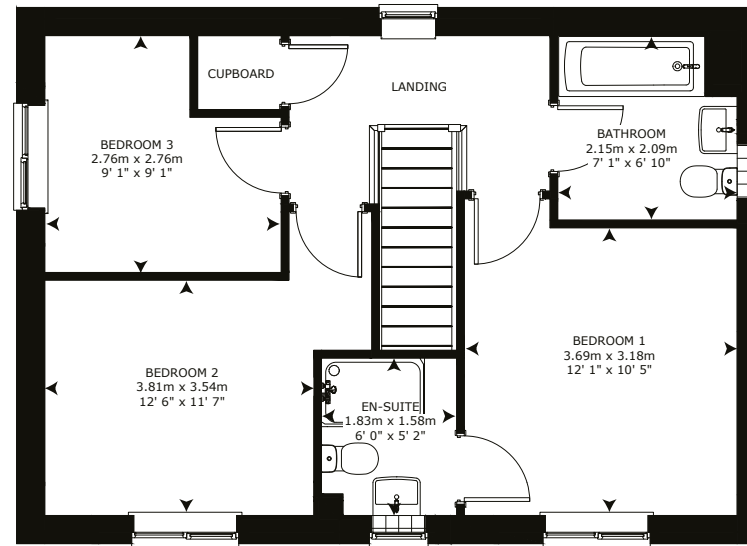 CUPBOARD
LANDING
BEDROOM 3
2.76m x 2.76m
9' 1" x 9' 1"
BATHROOM
2.15m x 2.09m
7' 1" x 6' 10"
BEDROOM 2
3.81m x 3.54m
12' 6" x 11' 7"
EN-SUITE
1.83m x 1.58m
6' 0" x 5' 2"
BEDROOM 1
3.69m x 3.18m
12' 1" x 10' 5"